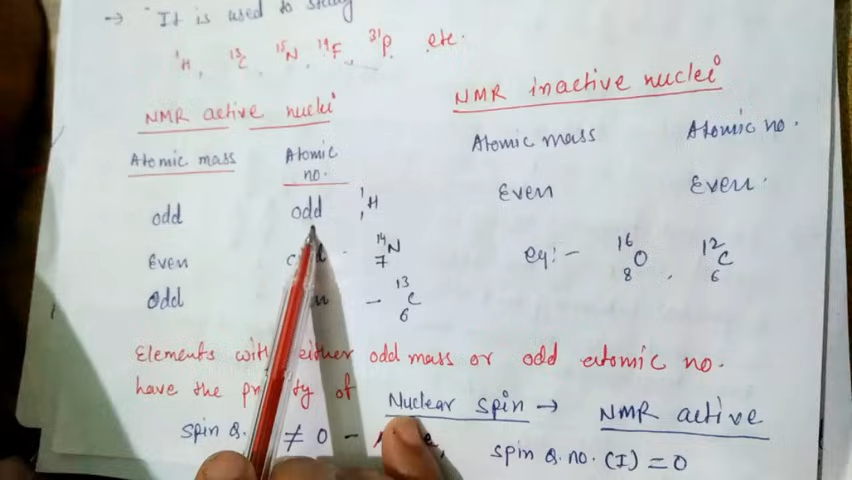 → It is used to study
¹H, ¹³C, ¹⁵N, ¹⁹F, ³¹P etc.
NMR active nuclei
Atomic mass Atomic no.
odd odd ¹₁H
Even ¹⁴₇N
Odd – ¹³₆C
NMR inactive nuclei
Atomic mass Atomic no.
Even Even.
eg:- ¹⁶₈O, ¹²₆C
Elements with either odd mass or odd atomic no.
have the of Nuclear spin → NMR active
spin Q. ≠ 0 –
spin Q. no. (I) = 0